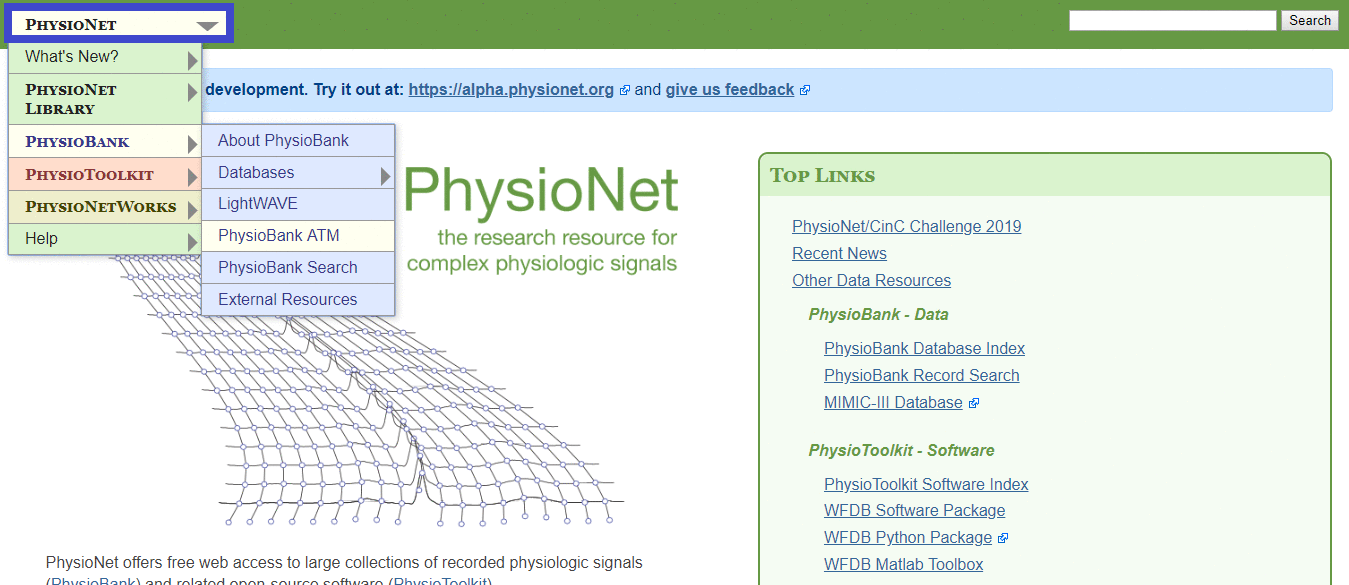 PhysioNet
Search
What's New?
PhysioNet
Library
PhysioBank
PhysioToolkit
PhysioNetWorks
Help
About PhysioBank
Databases
LightWAVE
PhysioBank ATM
PhysioBank Search
External Resources
development. Try it out at: https://alpha.physionet.org and give us feedback
PhysioNet
the research resource for
complex physiologic signals
PhysioNet offers free web access to large collections of recorded physiologic signals
(PhysioBank) and related open-source software (PhysioToolkit).
Top Links
PhysioNet/CinC Challenge 2019
Recent News
Other Data Resources
PhysioBank - Data
PhysioBank Database Index
PhysioBank Record Search
MIMIC-III Database
PhysioToolkit - Software
PhysioToolkit Software Index
WFDB Software Package
WFDB Python Package
WFDB Matlab Toolbox